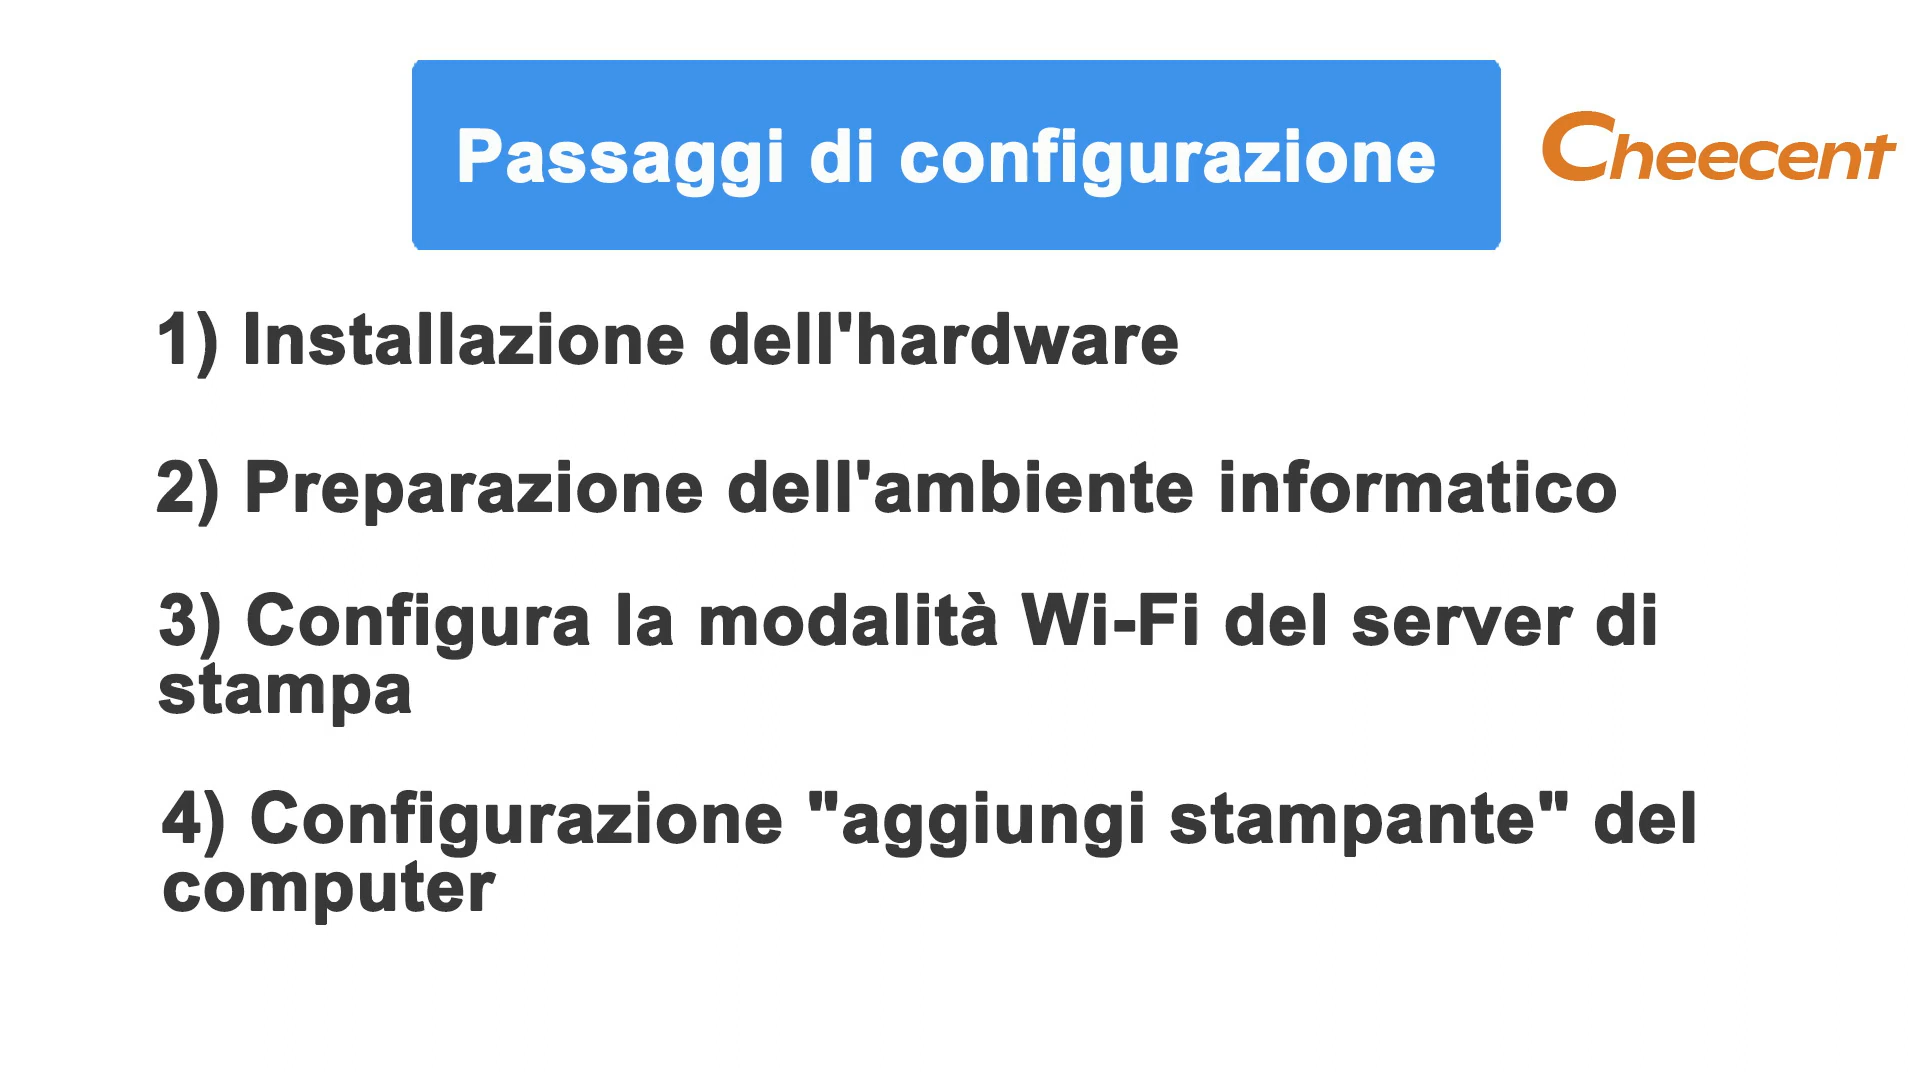 Passaggi di configurazione
Cheecent
1) Installazione dell'hardware
2) Preparazione dell'ambiente informatico
3) Configura la modalità Wi-Fi del server di
stampa
4) Configurazione "aggiungi stampante" del
computer